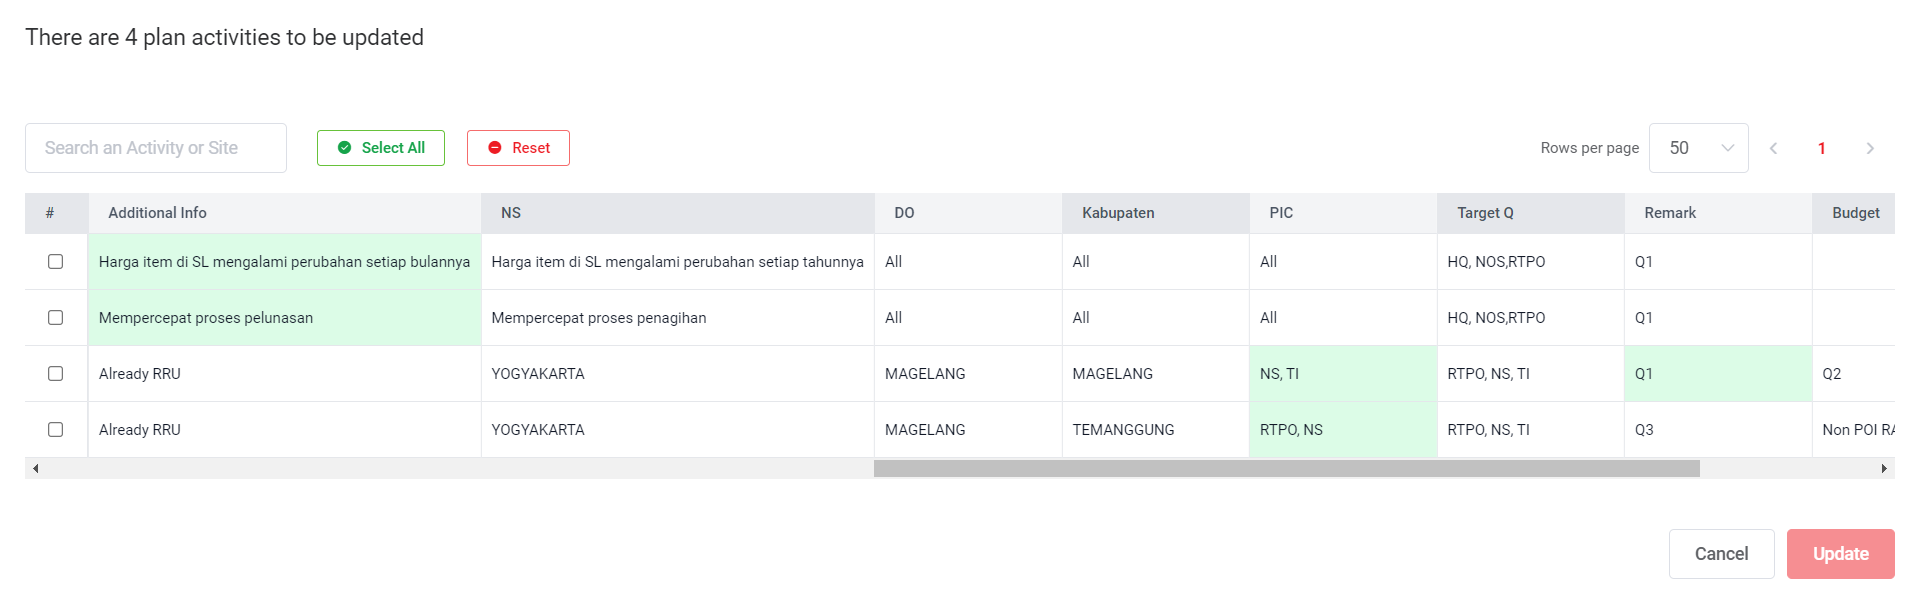 There are 4 plan activities to be updated
Search an Activity or Site Select All Reset Rows per page 50 1
# Additional Info NS DO Kabupaten PIC Target Q Remark Budget
Harga item di SL mengalami perubahan setiap bulannya Harga item di SL mengalami perubahan setiap tahunnya All All All HQ, NOS,RTPO Q1
Mempercepat proses pelunasan Mempercepat proses penagihan All All All HQ, NOS,RTPO Q1
Already RRU YOGYAKARTA MAGELANG MAGELANG NS, TI RTPO, NS, TI Q1 Q2
Already RRU YOGYAKARTA MAGELANG TEMANGGUNG RTPO, NS RTPO, NS, TI Q3 Non POI
Cancel Update